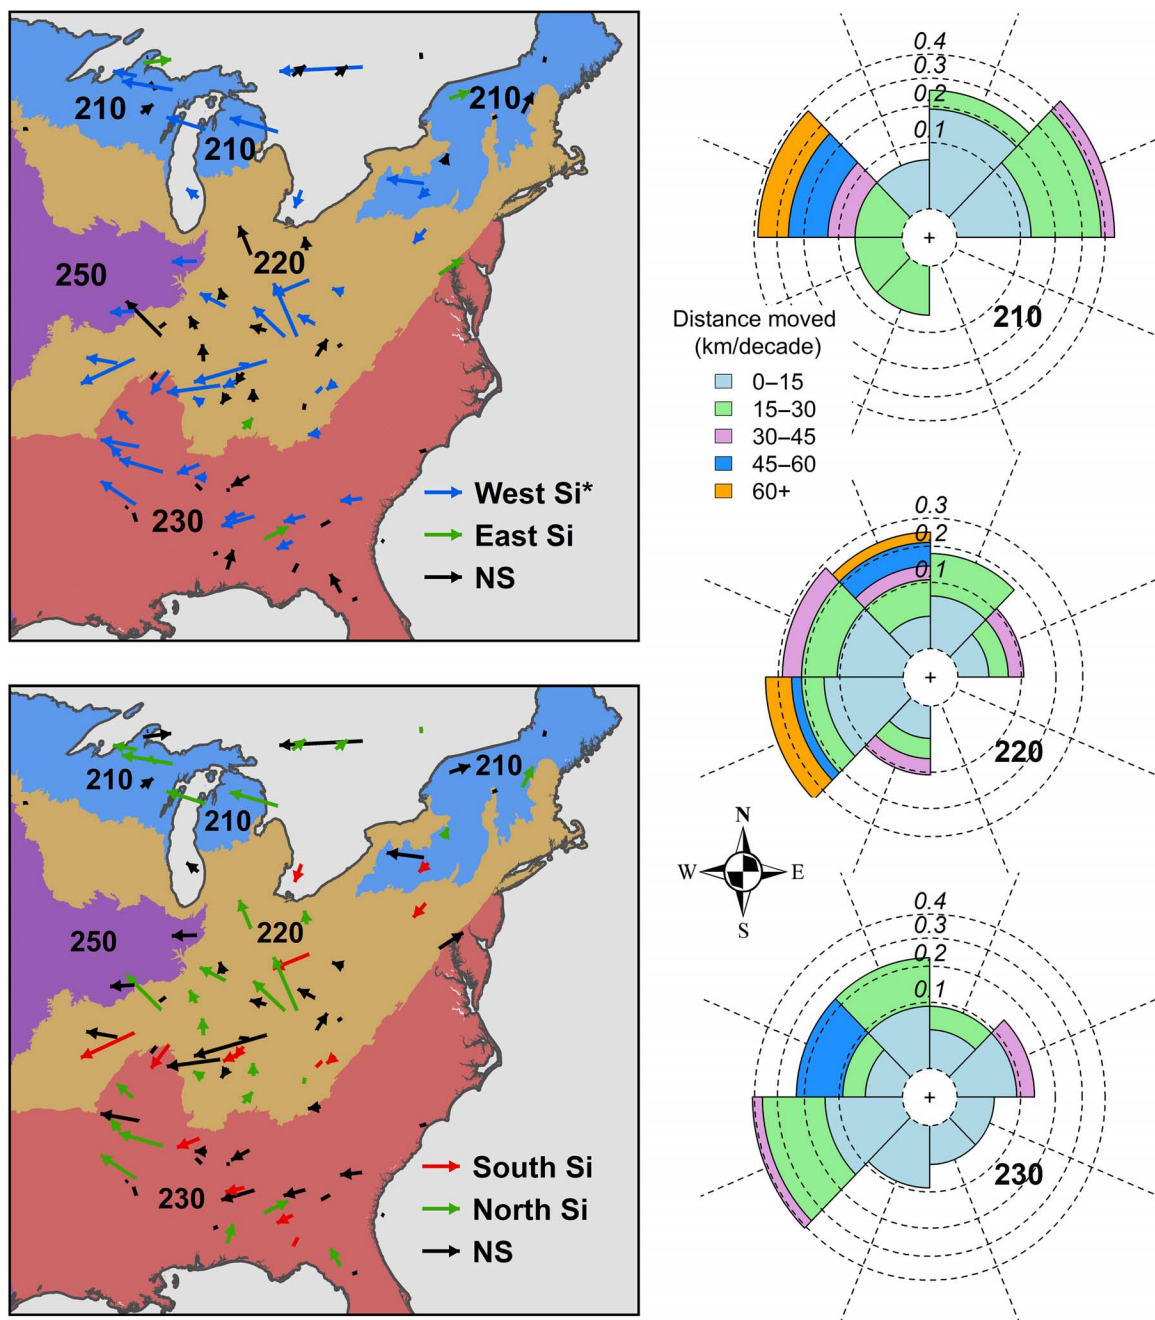 210
210
210
220
250
230
West Si*
East Si
NS
0.4
0.3
0.2
0.1
210
Distance moved
(km/decade)
0–15
15–30
30–45
45–60
60+
0.3
0.2
0.1
220
N
W
E
S
210
210
210
220
250
230
South Si
North Si
NS
0.4
0.3
0.2
0.1
230